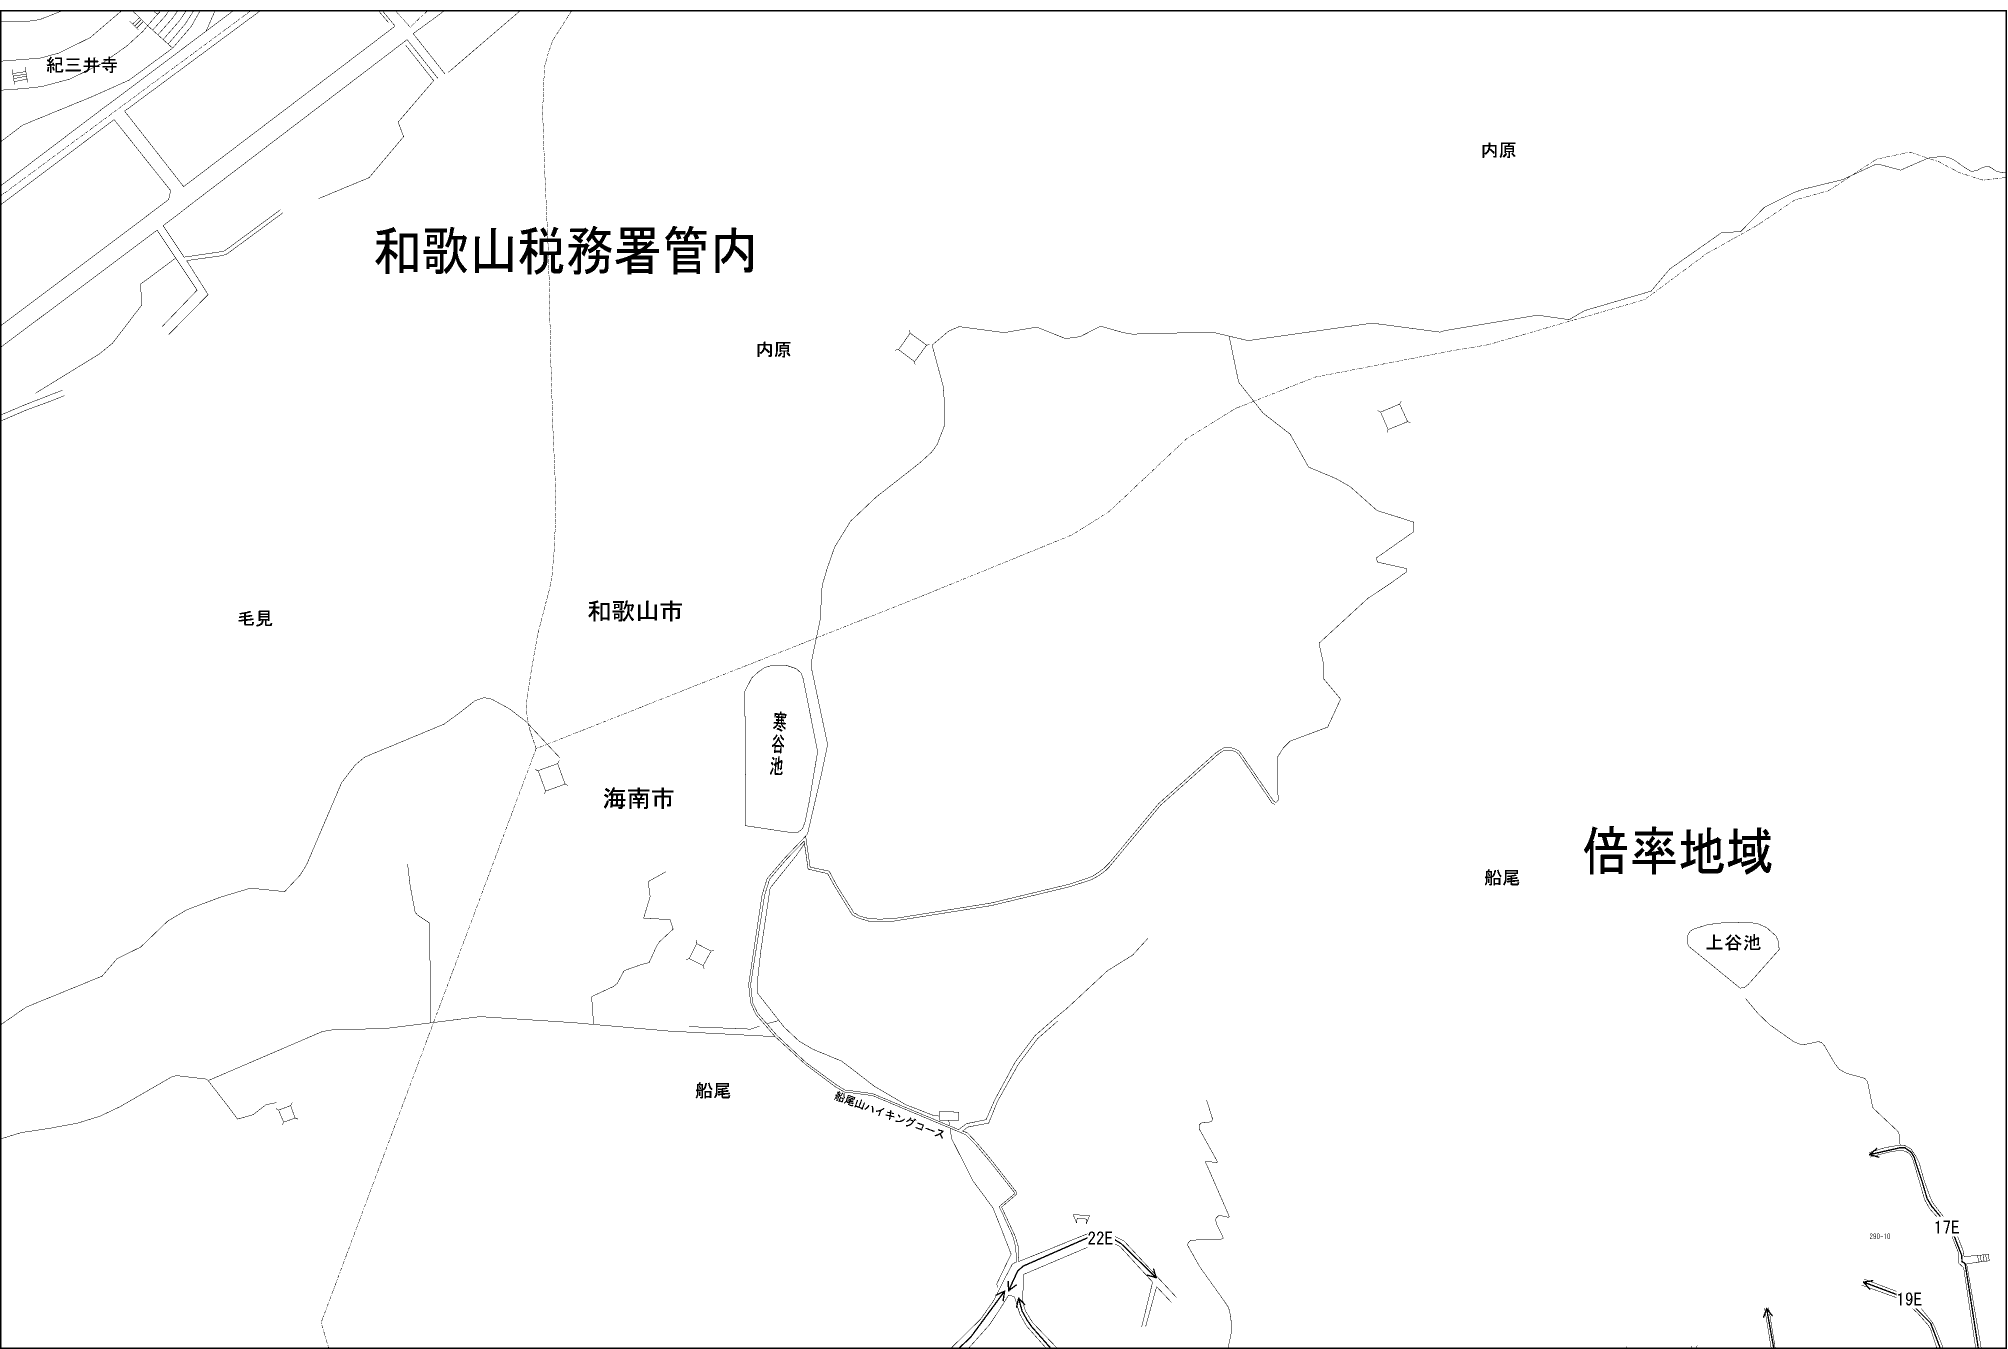 紀三井寺
内原
和歌山税務署管内
内原
和歌山市
毛見
寒谷池
海南市
倍率地域
船尾
上谷池
船尾
船尾山ハイキングコース
17E
22E
290-10
19E